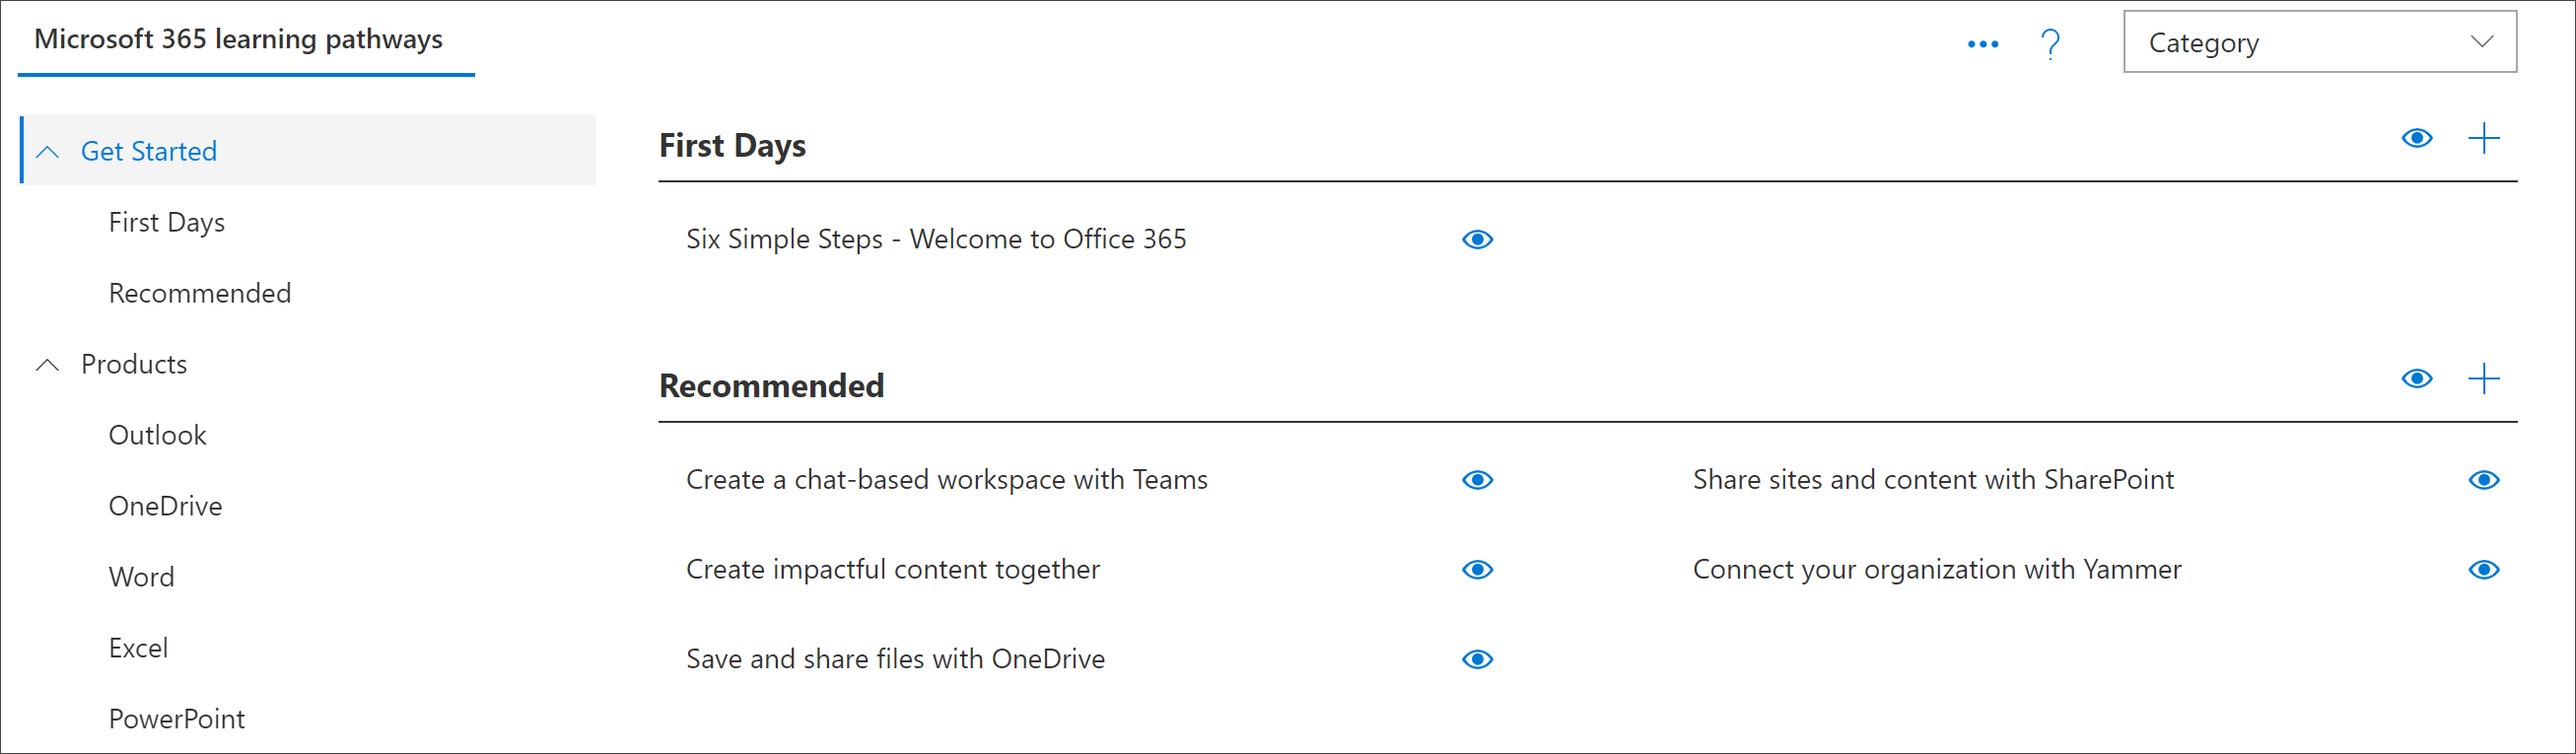 Microsoft 365 learning pathways
?
Category
Get Started
First Days
Recommended
Products
Outlook
OneDrive
Word
Excel
PowerPoint
First Days
Six Simple Steps - Welcome to Office 365
Recommended
Create a chat-based workspace with Teams
Share sites and content with SharePoint
Create impactful content together
Connect your organization with Yammer
Save and share files with OneDrive